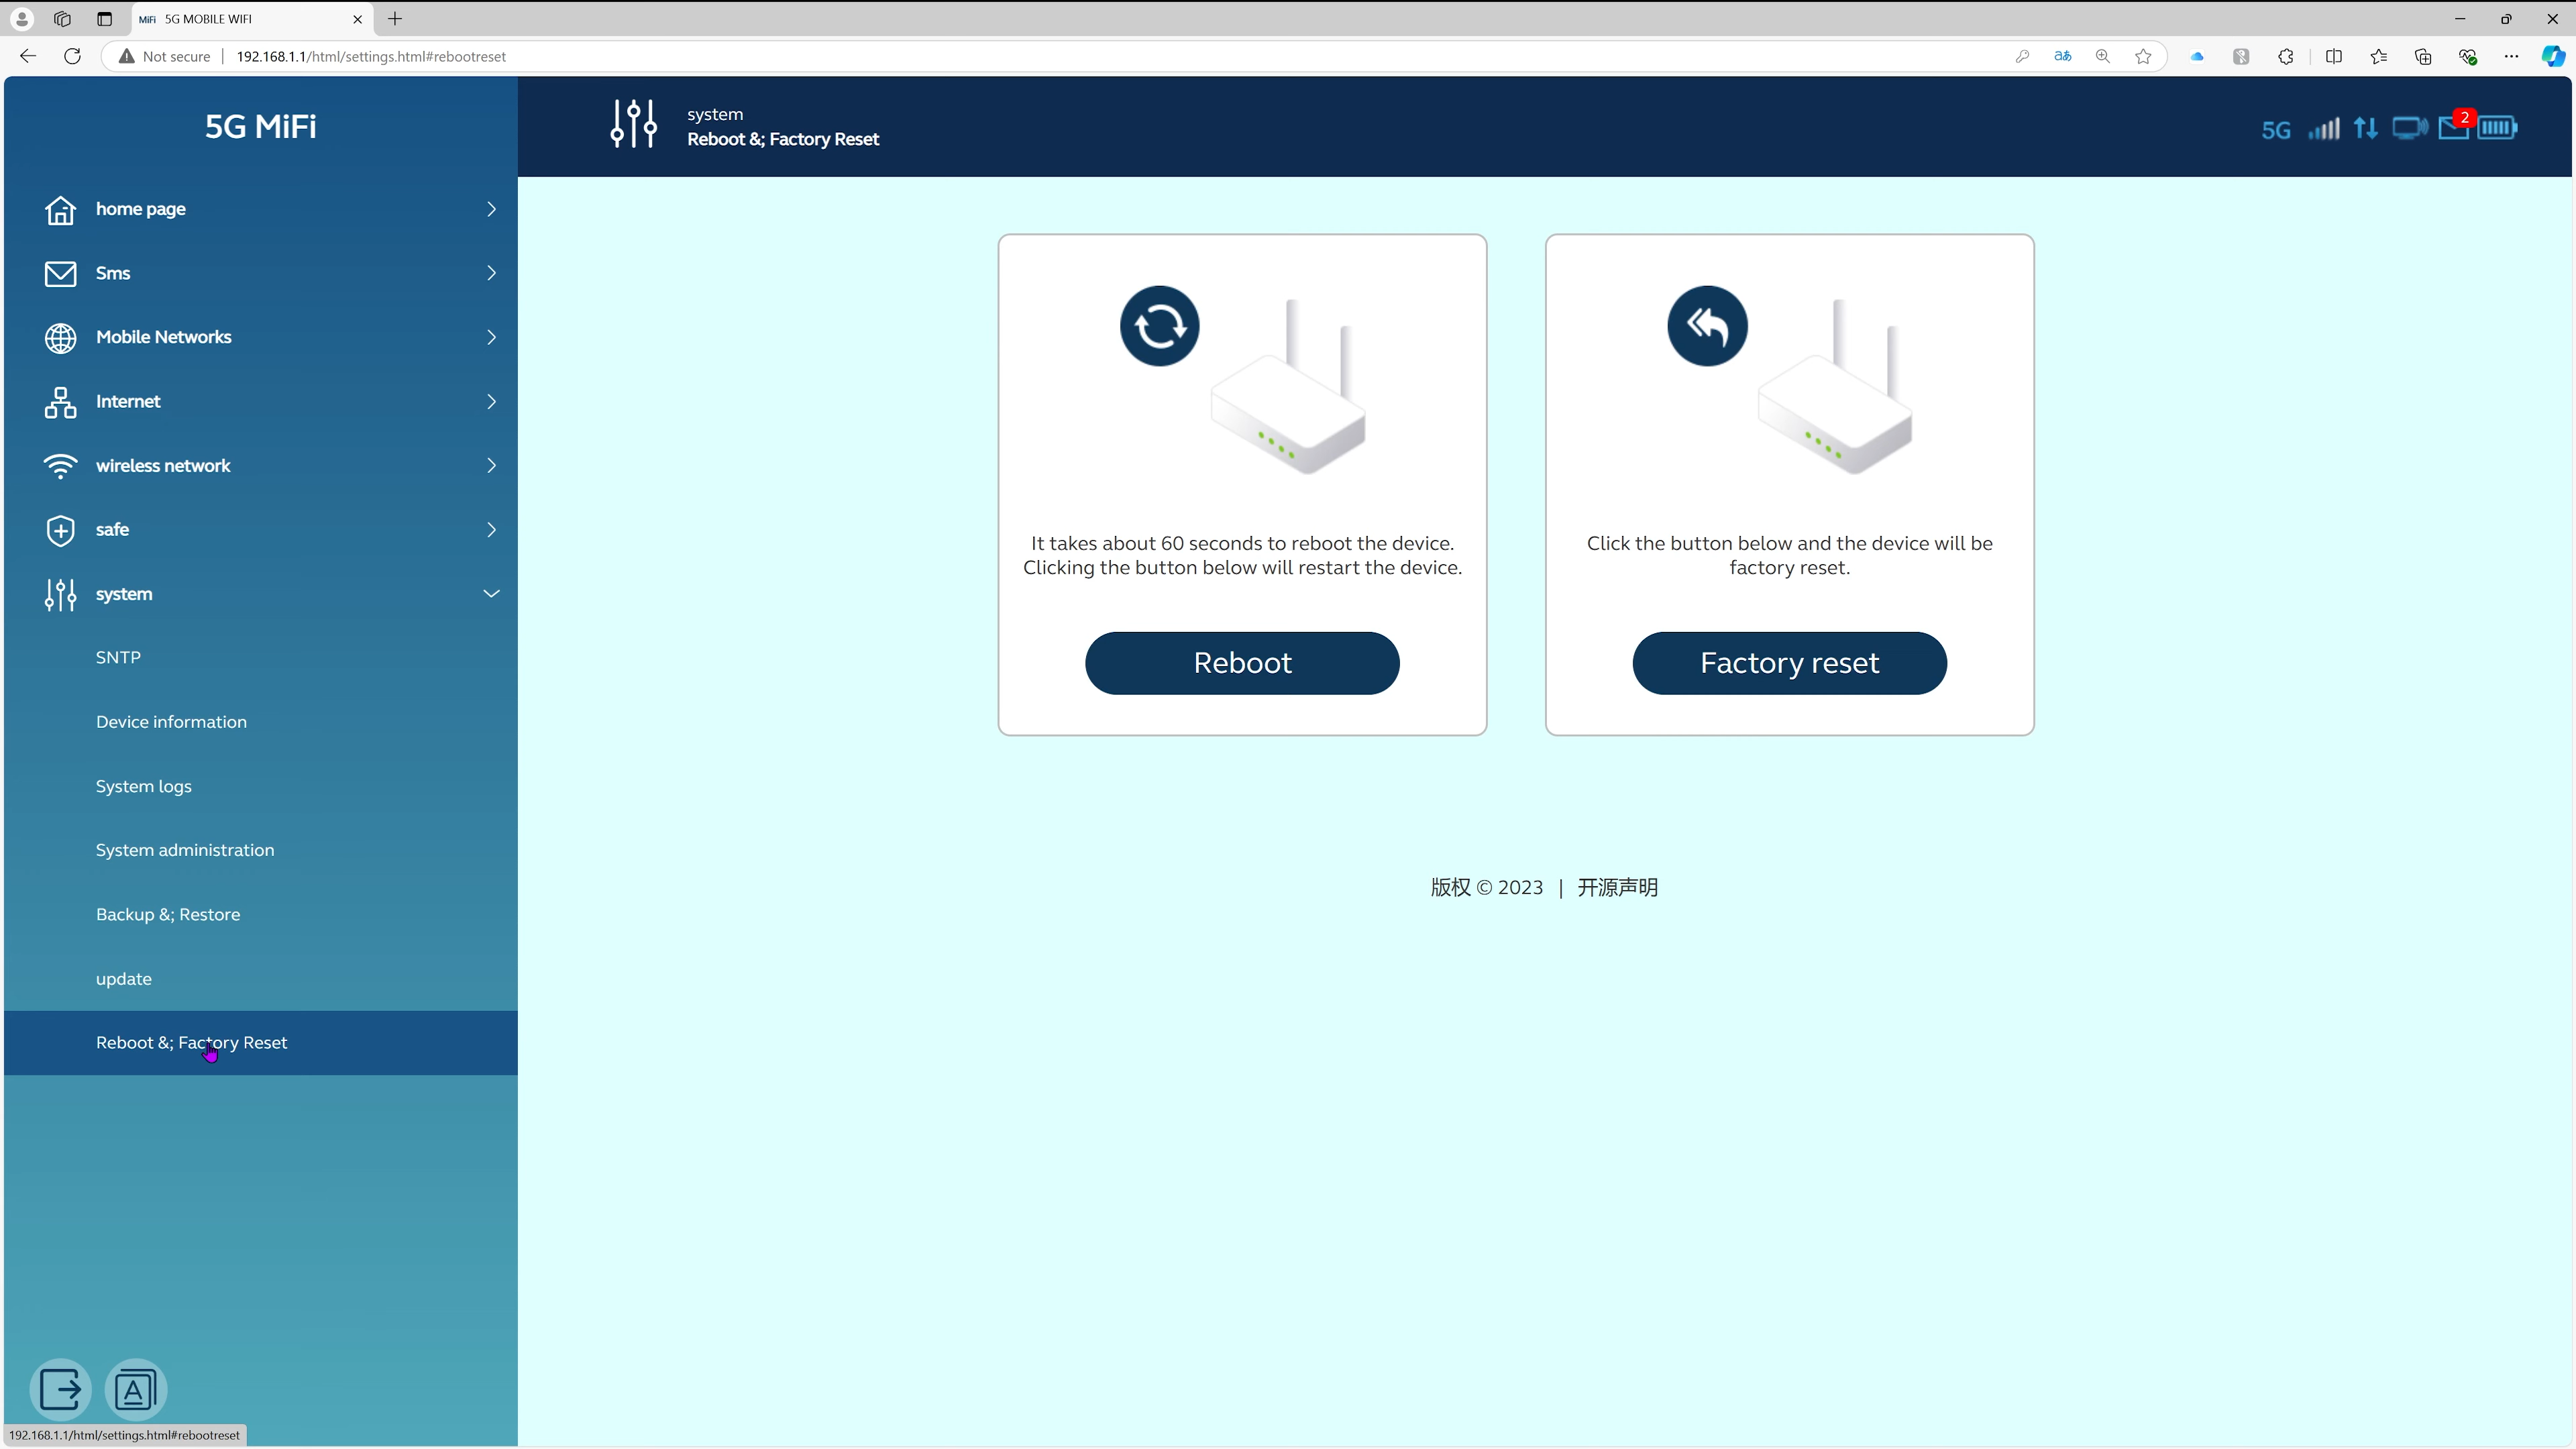 MiFi 5G MOBILE WIFI
Not secure 192.168.1.1/html/settings.html#rebootreset
aあ
5G MiFi
home page
Sms
Mobile Networks
Internet
wireless network
safe
system
SNTP
Device information
System logs
System administration
Backup &; Restore
update
Reboot &; Factory Reset
A
192.168.1.1/html/settings.html#rebootreset
system
Reboot &; Factory Reset
5G 2
It takes about 60 seconds to reboot the device.
Clicking the button below will restart the device.
Reboot
Click the button below and the device will be
factory reset.
Factory reset
版权 © 2023 | 开源声明